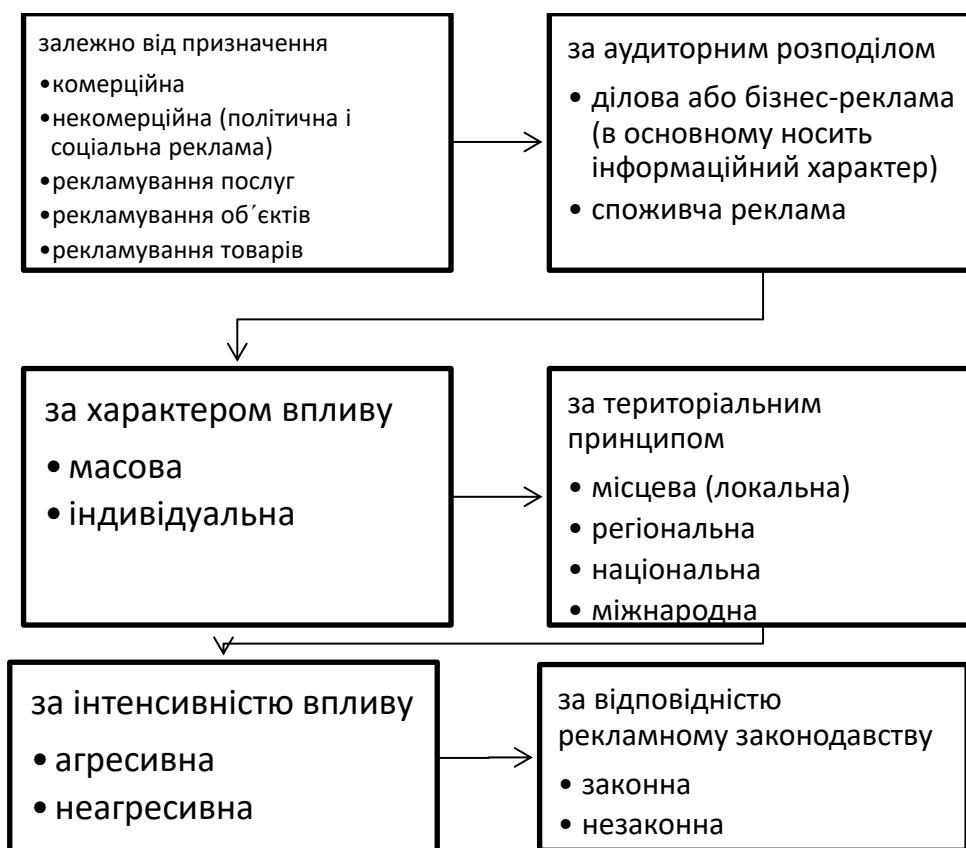 залежно від призначення
•комерційна
•некомерційна (політична і
соціальна реклама)
•рекламування послуг
•рекламування об´єктів
•рекламування товарів
за аудиторним розподілом
• ділова або бізнес-реклама
(в основному носить
інформаційний характер)
• споживча реклама
за характером впливу
• масова
• індивідуальна
за територіальним
принципом
• місцева (локальна)
• регіональна
• національна
• міжнародна
за інтенсивністю впливу
• агресивна
• неагресивна
за відповідністю
рекламному законодавству
• законна
• незаконна